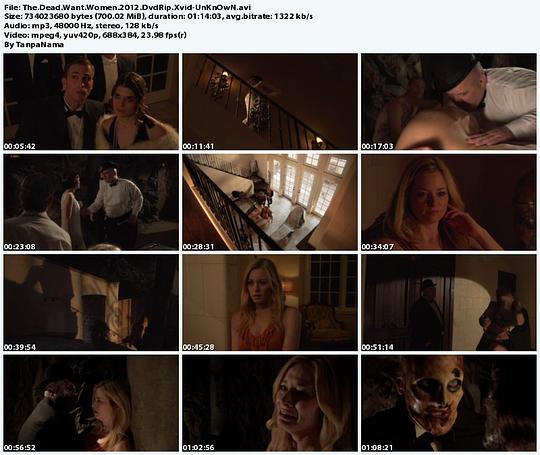 File: The.Dead.Want.Women.2012.DvdRip.Xvid-UnKnOwN.avi
Size: 734023680 bytes (700.02 MiB), duration: 01:14:03, avg.bitrate: 1322 kb/s
Audio: mp3, 48000 Hz, stereo, 128 kb/s
Video: mpeg4, yuv420p, 688x384, 23.98 fps(r)
By TanpaNama
00:05:42
00:11:41
00:17:03
00:23:08
00:28:31
00:34:07
00:39:54
00:45:28
00:51:14
00:56:52
01:02:56
01:08:21